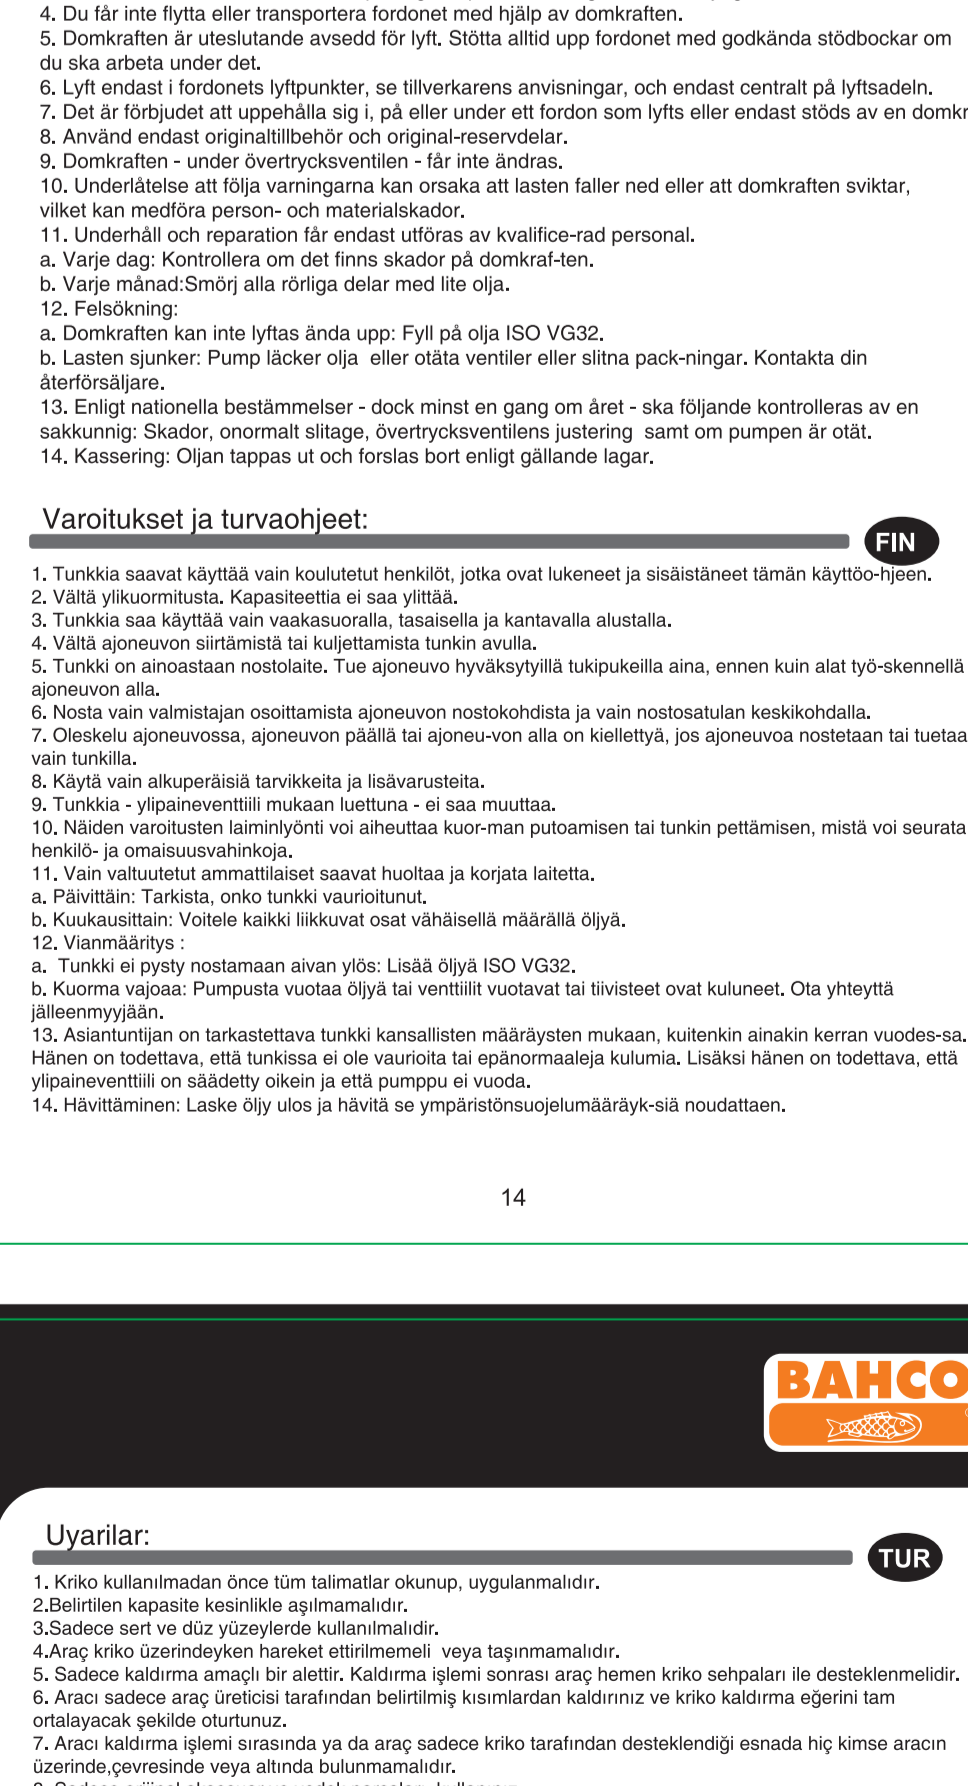 4. Du får inte flytta eller transportera fordonet med hjälp av domkraften.
5. Domkraften är uteslutande avsedd för lyft. Stötta alltid upp fordonet med godkända stödbockar om
du ska arbeta under det.
6. Lyft endast i fordonets lyftpunkter, se tillverkarens anvisningar, och endast centralt på lyftsadeln.
7. Det är förbjudet att uppehålla sig i, på eller under ett fordon som lyfts eller endast stöds av en domkr
8. Använd endast originaltillbehör och original-reservdelar.
9. Domkraften - under övertrycksventilen - får inte ändras.
10. Underlåtelse att följa varningarna kan orsaka att lasten faller ned eller att domkraften sviktar,
vilket kan medföra person- och materialskador.
11. Underhåll och reparation får endast utföras av kvalifice-rad personal.
a. Varje dag: Kontrollera om det finns skador på domkraf-ten.
b. Varje månad:Smörj alla rörliga delar med lite olja.
12. Felsökning:
a. Domkraften kan inte lyftas ända upp: Fyll på olja ISO VG32.
b. Lasten sjunker: Pump läcker olja  eller otäta ventiler eller slitna pack-ningar. Kontakta din
återförsäljare.
13. Enligt nationella bestämmelser - dock minst en gang om året - ska följande kontrolleras av en
sakkunnig: Skador, onormalt slitage, övertrycksventilens justering  samt om pumpen är otät.
14. Kassering: Oljan tappas ut och forslas bort enligt gällande lagar.
Varoitukset ja turvaohjeet:
FIN
1. Tunkkia saavat käyttää vain koulutetut henkilöt, jotka ovat lukeneet ja sisäistäneet tämän käyttöo-hjeen.
2. Vältä ylikuormitusta. Kapasiteettia ei saa ylittää.
3. Tunkkia saa käyttää vain vaakasuoralla, tasaisella ja kantavalla alustalla.
4. Vältä ajoneuvon siirtämistä tai kuljettamista tunkin avulla.
5. Tunkki on ainoastaan nostolaite. Tue ajoneuvo hyväksytyillä tukipukeilla aina, ennen kuin alat työ-skennellä
ajoneuvon alla.
6. Nosta vain valmistajan osoittamista ajoneuvon nostokohdista ja vain nostosatulan keskikohdalla.
7. Oleskelu ajoneuvossa, ajoneuvon päällä tai ajoneu-von alla on kiellettyä, jos ajoneuvoa nostetaan tai tuetaa
vain tunkilla.
8. Käytä vain alkuperäisiä tarvikkeita ja lisävarusteita.
9. Tunkkia - ylipaineventtiili mukaan luettuna - ei saa muuttaa.
10. Näiden varoitusten laiminlyönti voi aiheuttaa kuor-man putoamisen tai tunkin pettämisen, mistä voi seurata
henkilö- ja omaisuusvahinkoja.
11. Vain valtuutetut ammattilaiset saavat huoltaa ja korjata laitetta.
a. Päivittäin: Tarkista, onko tunkki vaurioitunut.
b. Kuukausittain: Voitele kaikki liikkuvat osat vähäisellä määrällä öljyä.
12. Vianmääritys :
a.  Tunkki ei pysty nostamaan aivan ylös: Lisää öljyä ISO VG32.
b. Kuorma vajoaa: Pumpusta vuotaa öljyä tai venttiilit vuotavat tai tiivisteet ovat kuluneet. Ota yhteyttä
jälleenmyyjään.
13. Asiantuntijan on tarkastettava tunkki kansallisten määräysten mukaan, kuitenkin ainakin kerran vuodes-sa.
Hänen on todettava, että tunkissa ei ole vaurioita tai epänormaaleja kulumia. Lisäksi hänen on todettava, että
ylipaineventtiili on säädetty oikein ja että pumppu ei vuoda.
14. Hävittäminen: Laske öljy ulos ja hävitä se ympäristönsuojelumääräyk-siä noudattaen.
14
BAHCO
Uyarilar:
TUR
1. Kriko kullanılmadan önce tüm talimatlar okunup, uygulanmalıdır.
2.Belirtilen kapasite kesinlikle aşılmamalıdır.
3.Sadece sert ve düz yüzeylerde kullanılmalıdir.
4.Araç kriko üzerindeyken hareket ettirilmemeli  veya taşınmamalıdır.
5. Sadece kaldırma amaçlı bir alettir. Kaldırma işlemi sonrası araç hemen kriko sehpaları ile desteklenmelidir.
6. Aracı sadece araç üreticisi tarafından belirtilmiş kısımlardan kaldırınız ve kriko kaldırma eğerini tam
ortalayacak şekilde oturtunuz.
7. Aracı kaldırma işlemi sırasında ya da araç sadece kriko tarafından desteklendiği esnada hiç kimse aracın
üzerinde,çevresinde veya altında bulunmamalıdır.